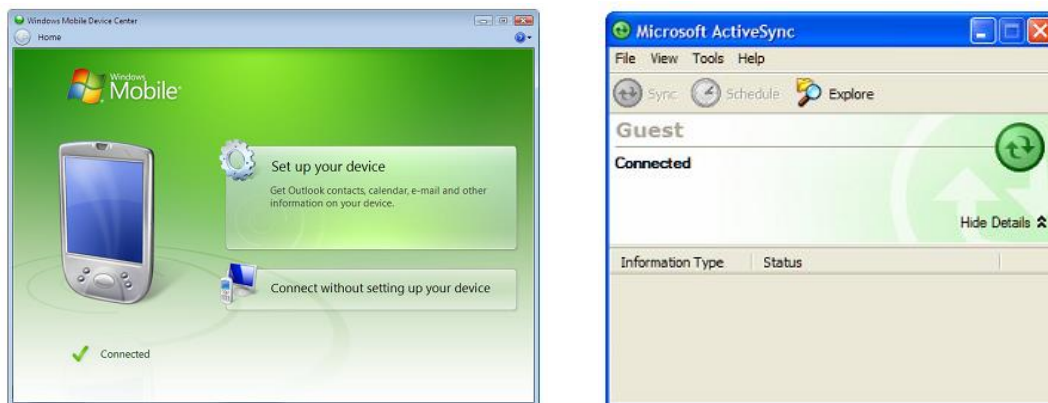 Windows Mobile Device Center
Home
Windows
Mobile
Set up your device
Get Outlook contacts, calendar, e-mail and other
information on your device.
Connect without setting up your device
Connected
Microsoft ActiveSync
File View Tools Help
Sync Schedule Explore
Guest
Connected
Hide Details
Information Type Status